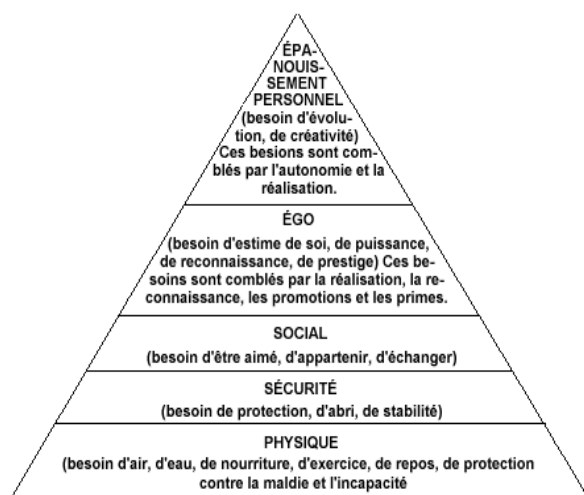 ÉPA-
NOUIS-
SEMENT
PERSONNEL
(besoin d'évolu-
tion, de créativité)
Ces besions sont com-
blés par l'autonomie et la
réalisation.
ÉGO
(besoin d'estime de soi, de puissance,
de reconnaissance, de prestige) Ces be-
soins sont comblés par la réalisation, la re-
connaissance, les promotions et les primes.
SOCIAL
(besoin d'être aimé, d'appartenir, d'échanger)
SÉCURITÉ
(besoin de protection, d'abri, de stabilité)
PHYSIQUE
(besoin d'air, d'eau, de nourriture, d'exercice, de repos, de protection
contre la maldie et l'incapacité